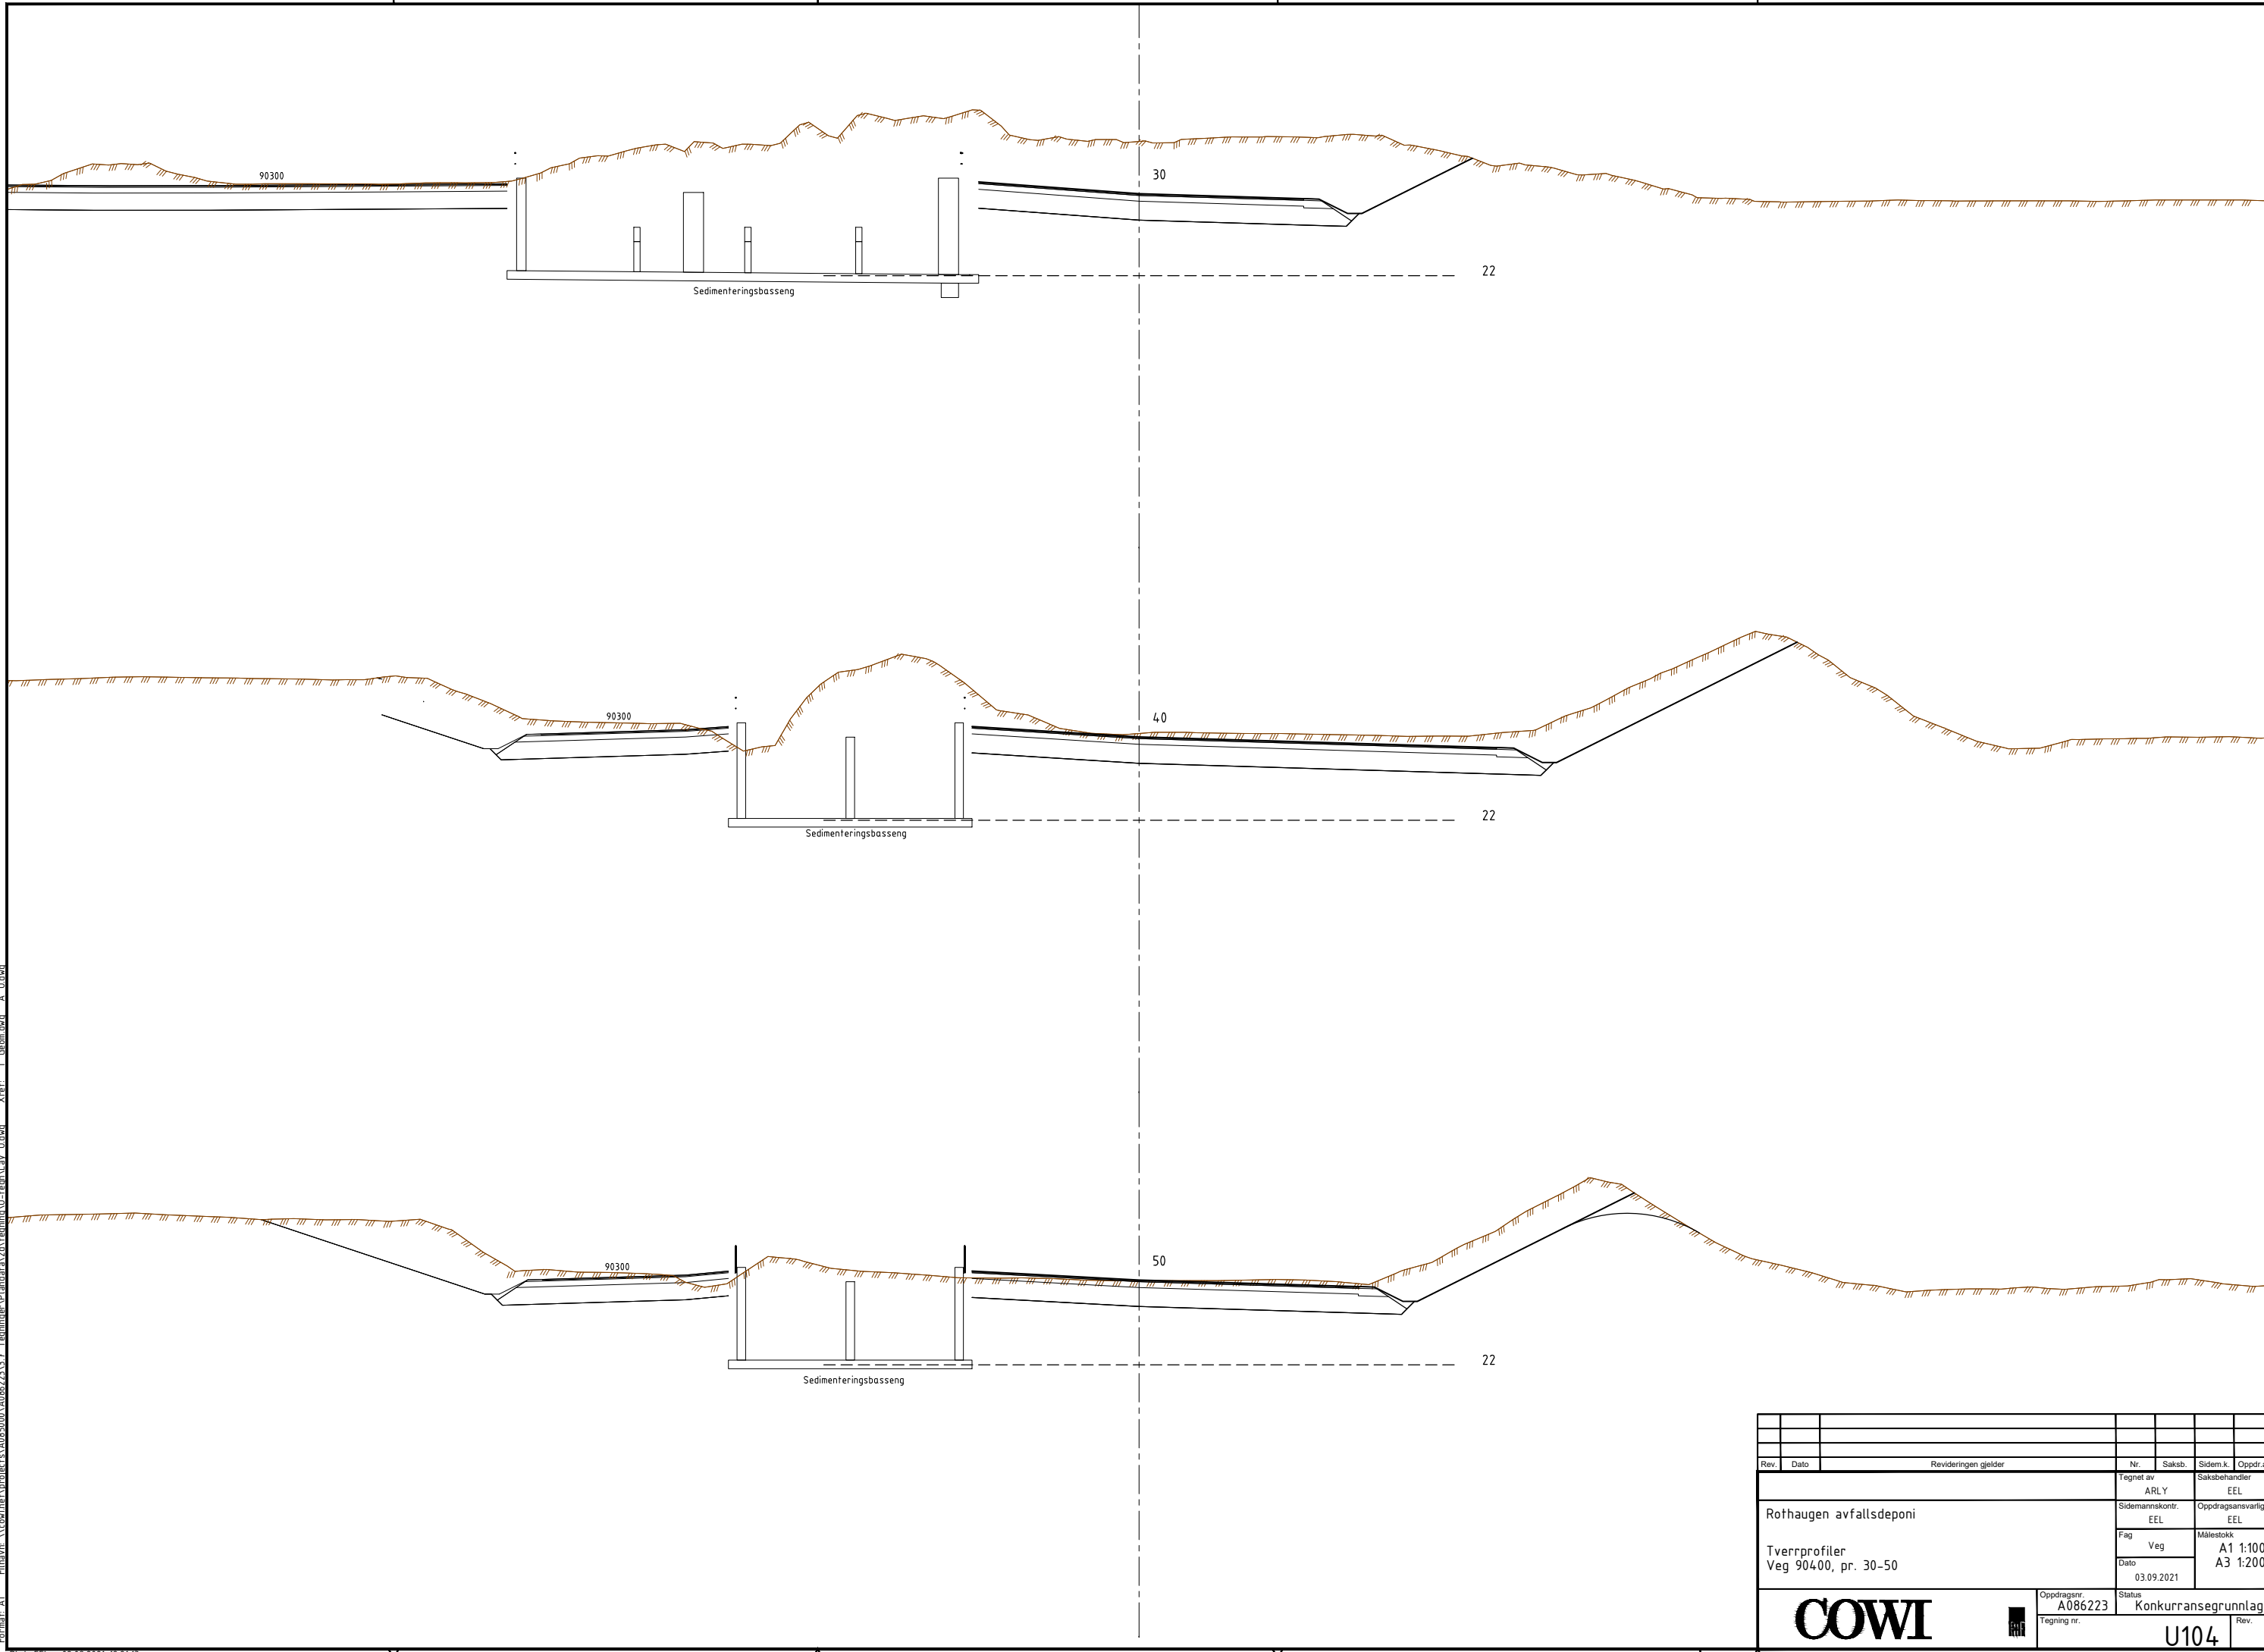 90300
30
22
Sedimenteringsbasseng
90300
40
22
Sedimenteringsbasseng
90300
50
22
Sedimenteringsbasseng
Rev. Dato Revideringen gjelder Nr. Saksb. Sidem.k. Oppdr.a
Tegnet av Saksbehandler
ARLY EEL
Rothaugen avfallsdeponi
Sidemannskontr. Oppdragsansvarlig
EEL EEL
Fag Målestokk
Veg A1 1:100
Tverrprofiler
Veg 90400, pr. 30-50
A3 1:200
Dato
03.09.2021
Oppdragsnr. Status
A086223 Konkurransegrunnlag
COWI
Tegning nr. Rev.
U104